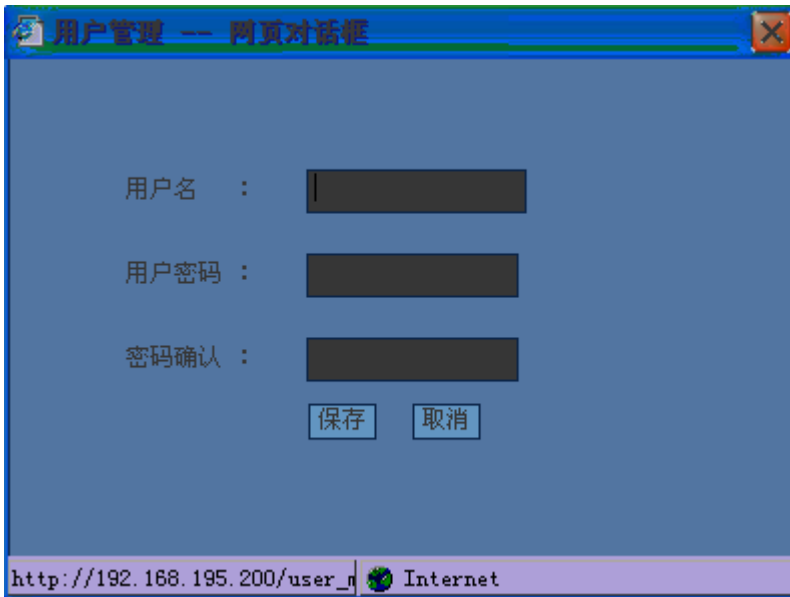 用户管理 -- 网页对话框
用户名 :
用户密码 :
密码确认 :
保存 取消
http://192.168.195.200/user_m Internet